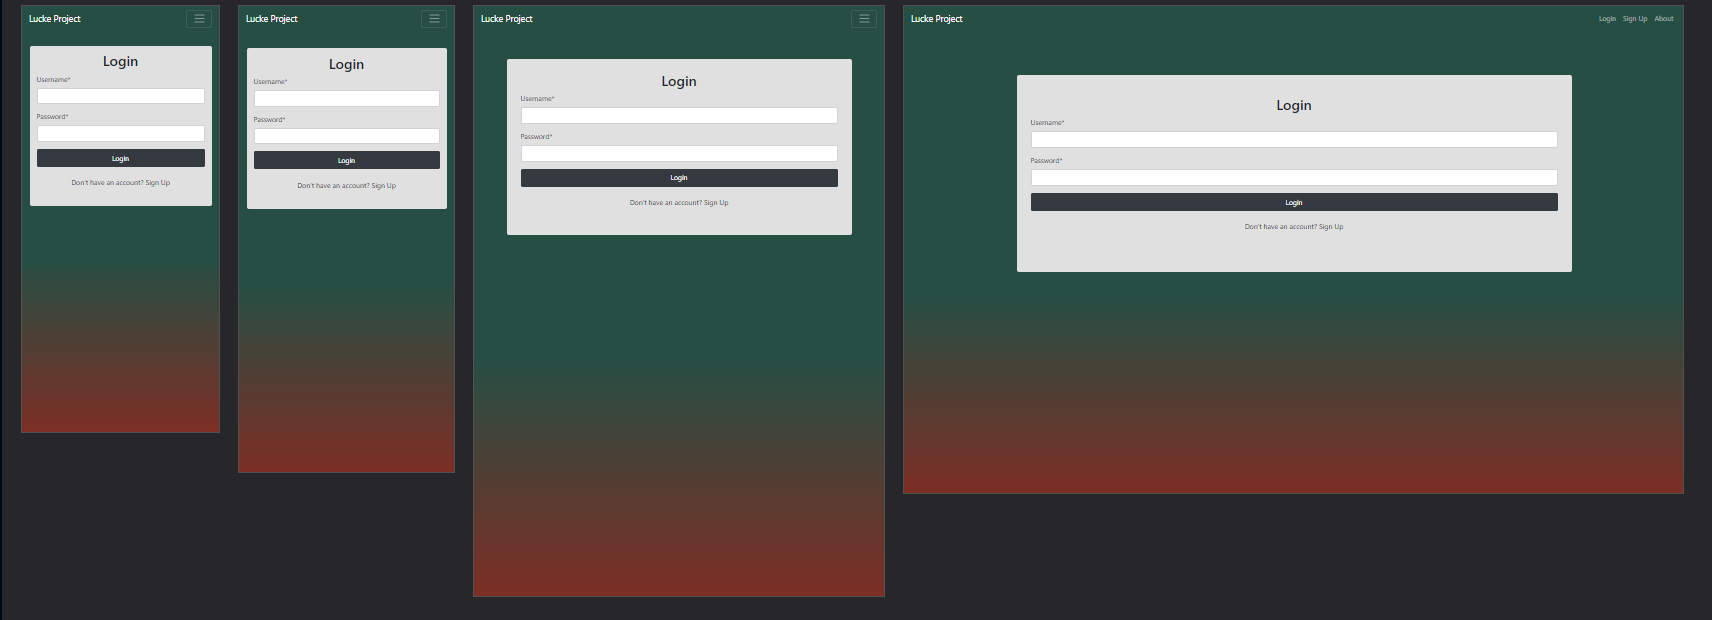 Lucke Project
Login
Username*
Password*
Login
Don't have an account? Sign Up
Lucke Project
Login
Username*
Password*
Login
Don't have an account? Sign Up
Lucke Project
Login
Username*
Password*
Login
Don't have an account? Sign Up
Lucke Project
Login Sign Up About
Login
Username*
Password*
Login
Don't have an account? Sign Up